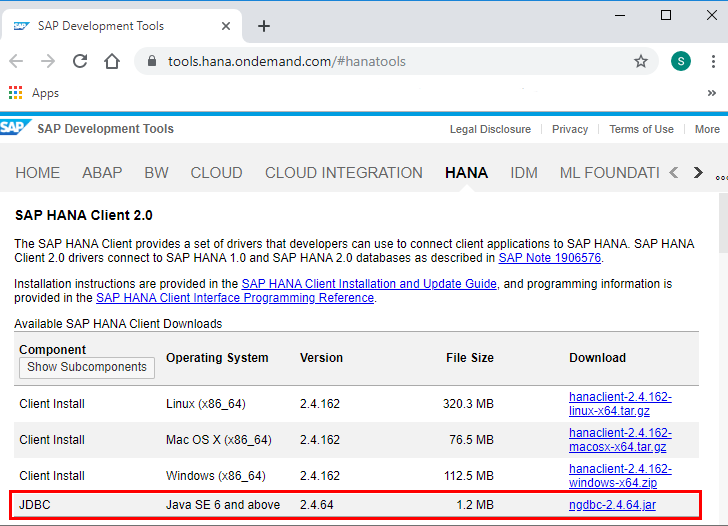 SAP Development Tools
tools.hana.ondemand.com/#hanatools
S
Apps
SAP
SAP Development Tools
Legal Disclosure
Privacy
Terms of Use
More
HOME
ABAP
BW
CLOUD
CLOUD INTEGRATION
HANA
IDM
ML FOUNDATI
SAP HANA Client 2.0
The SAP HANA Client provides a set of drivers that developers can use to connect client applications to SAP HANA. SAP HANA
Client 2.0 drivers connect to SAP HANA 1.0 and SAP HANA 2.0 databases as described in SAP Note 1906576.
Installation instructions are provided in the SAP HANA Client Installation and Update Guide, and programming information is
provided in the SAP HANA Client Interface Programming Reference.
Available SAP HANA Client Downloads
Component
Show Subcomponents
Operating System
Version
File Size
Download
Client Install
Linux (x86_64)
2.4.162
320.3 MB
hanaclient-2.4.162-
linux-x64.tar.gz
Client Install
Mac OS X (x86_64)
2.4.162
76.5 MB
hanaclient-2.4.162-
macosx-x64.tar.gz
Client Install
Windows (x86_64)
2.4.162
112.5 MB
hanaclient-2.4.162-
windows-x64.zip
JDBC
Java SE 6 and above
2.4.64
1.2 MB
ngdbc-2.4.64.jar